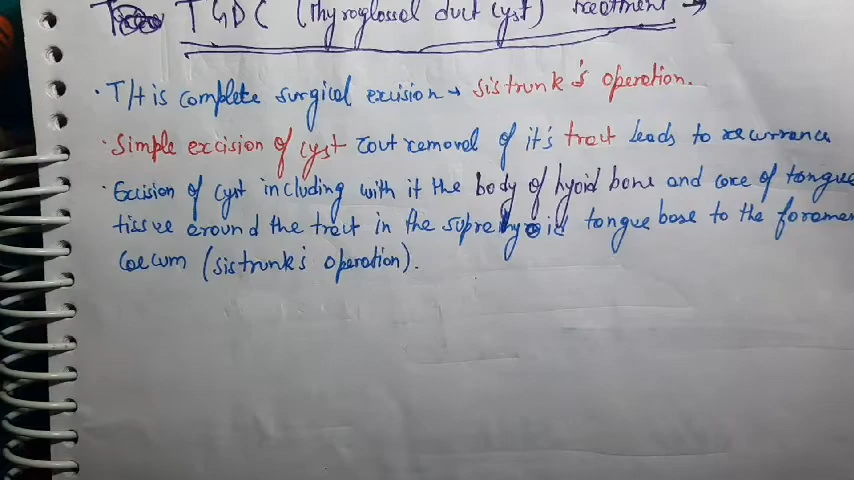 TGDC (Thyroglossal duct cyst) treatment →
· T/t is complete surgical excision → sistrunk's operation.
· Simple excision of cyst z̄out removal of it's tract leads to recurrence
· Excision of cyst including with it the body of hyoid bone and core of tongue
tissue around the tract in the suprahyoid tongue base to the foramen
caecum (sistrunk's operation).